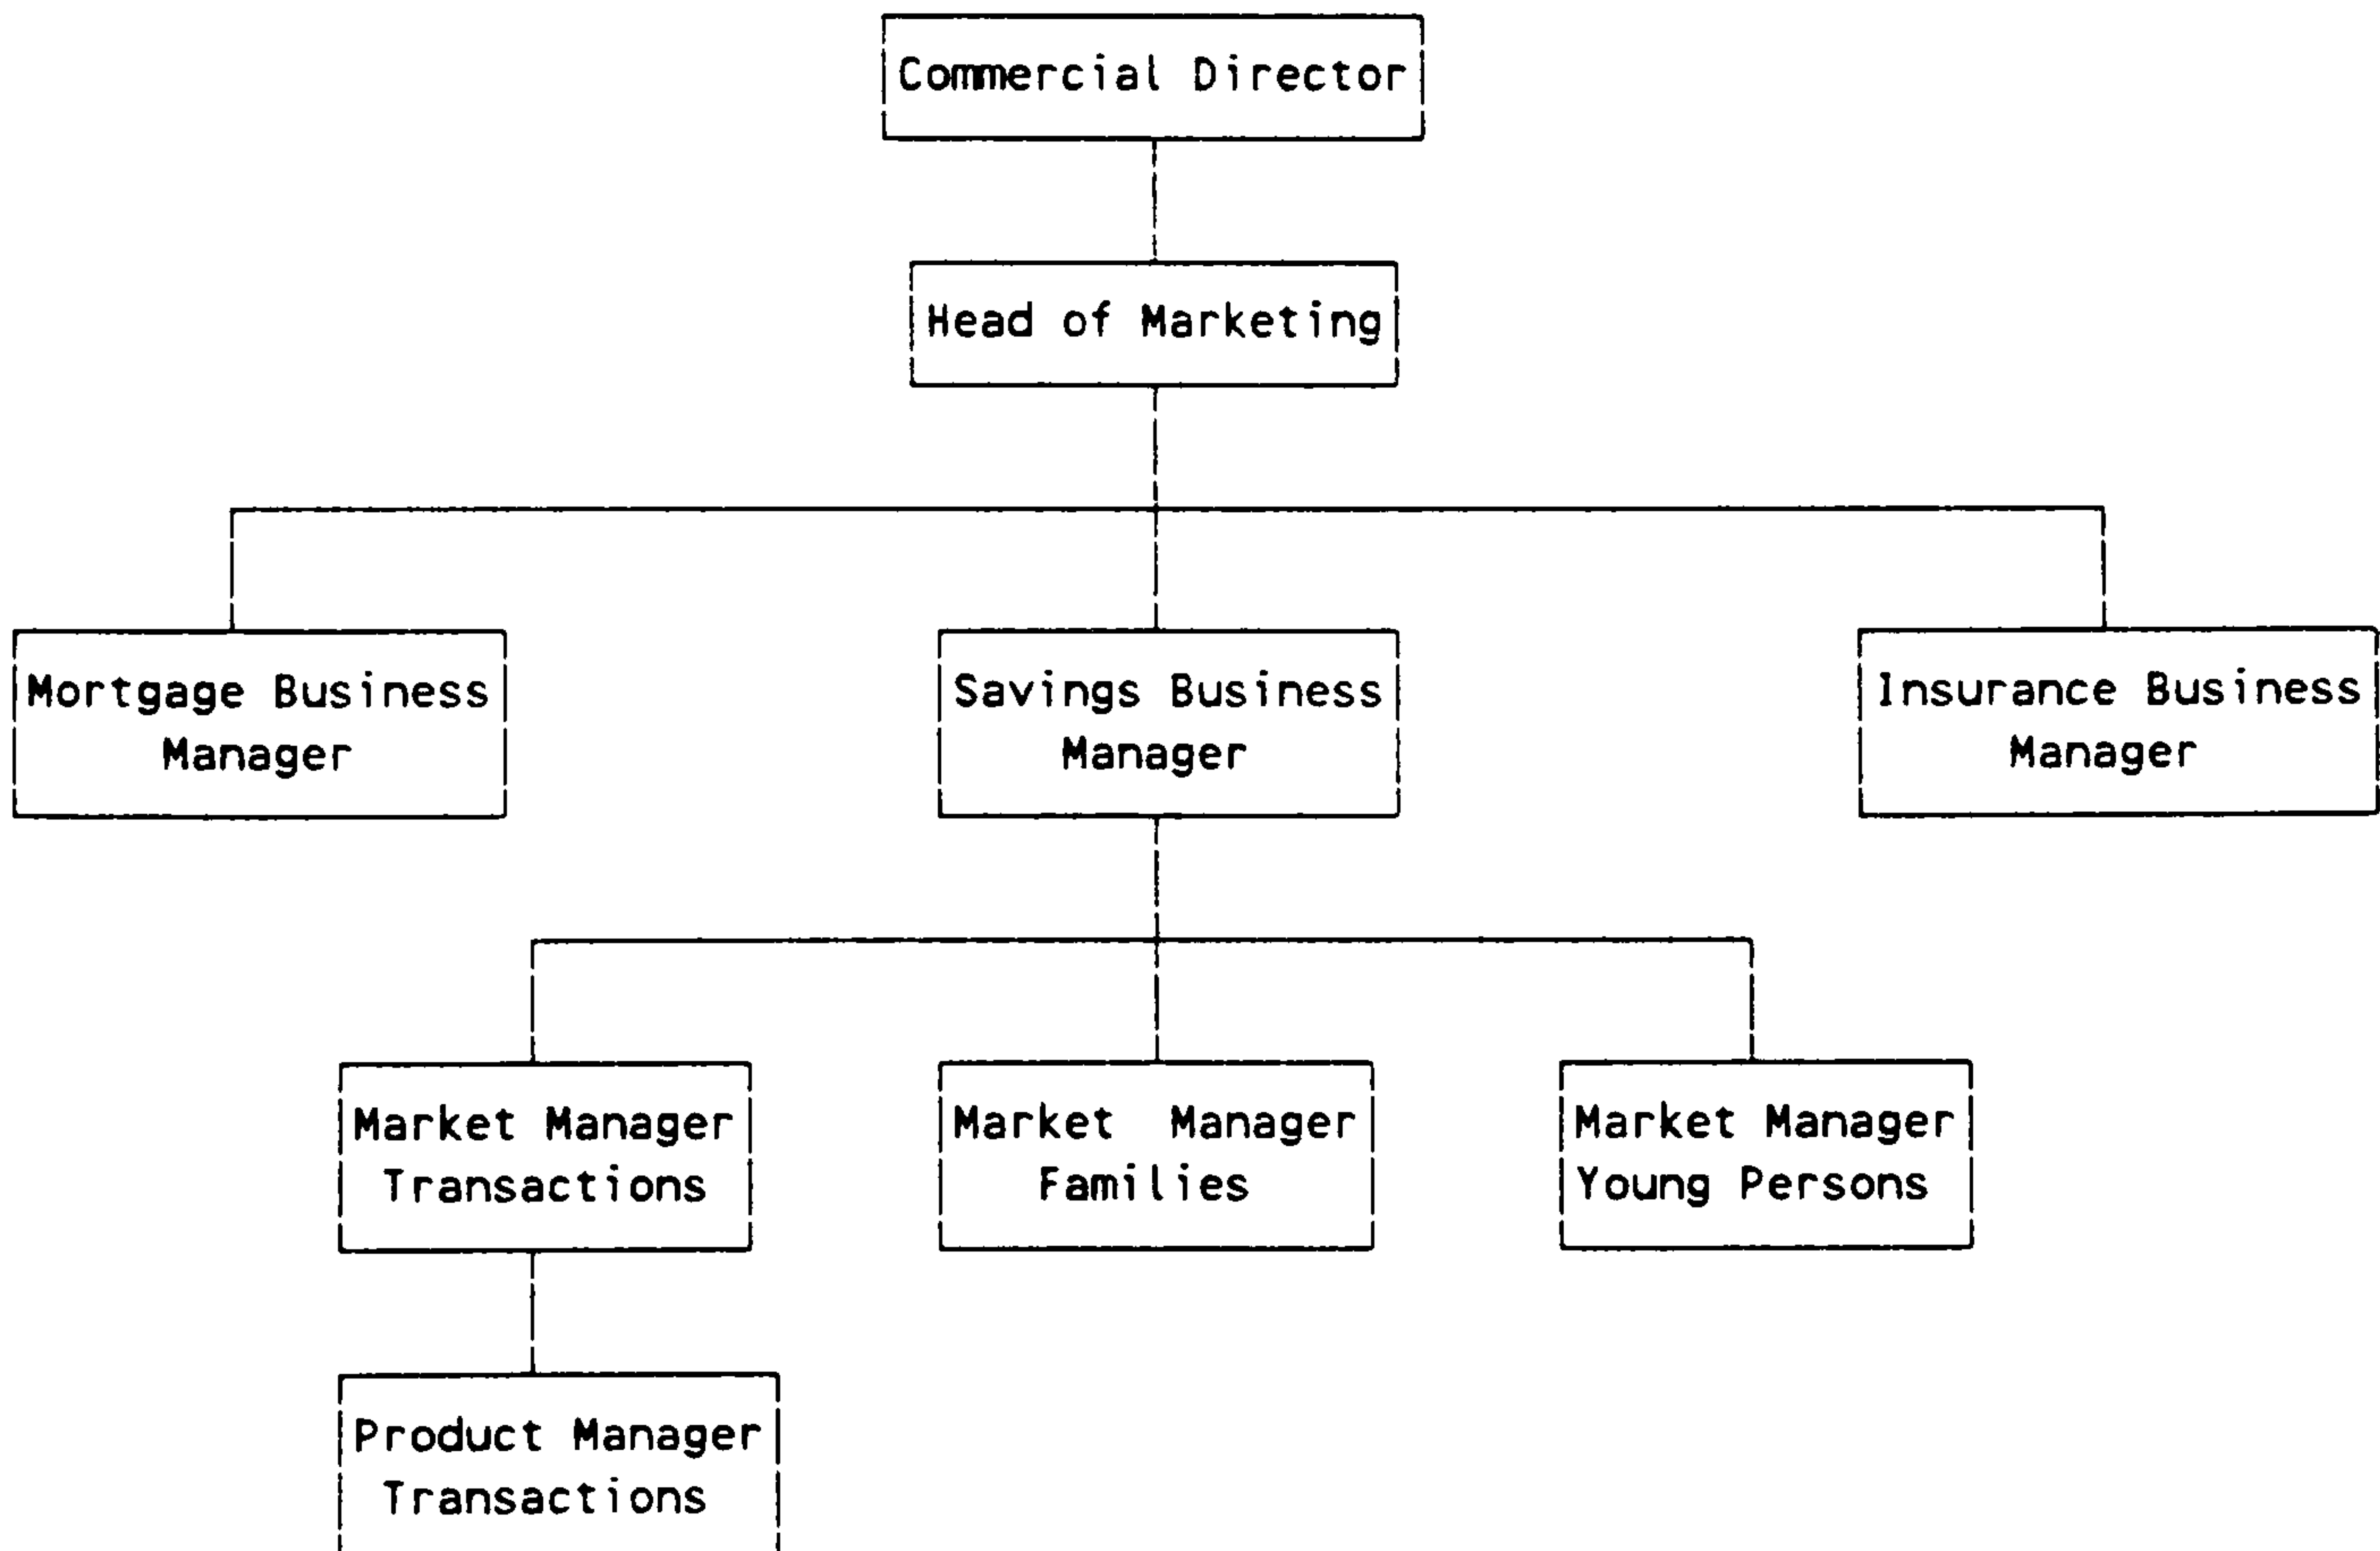 Commercial Director
Head of Marketing
Mortgage Business
Manager
Savings Business
Manager
Insurance Business
Manager
Market Manager
Transactions
Market Manager
Families
Market Manager
Young Persons
Product Manager
Transactions